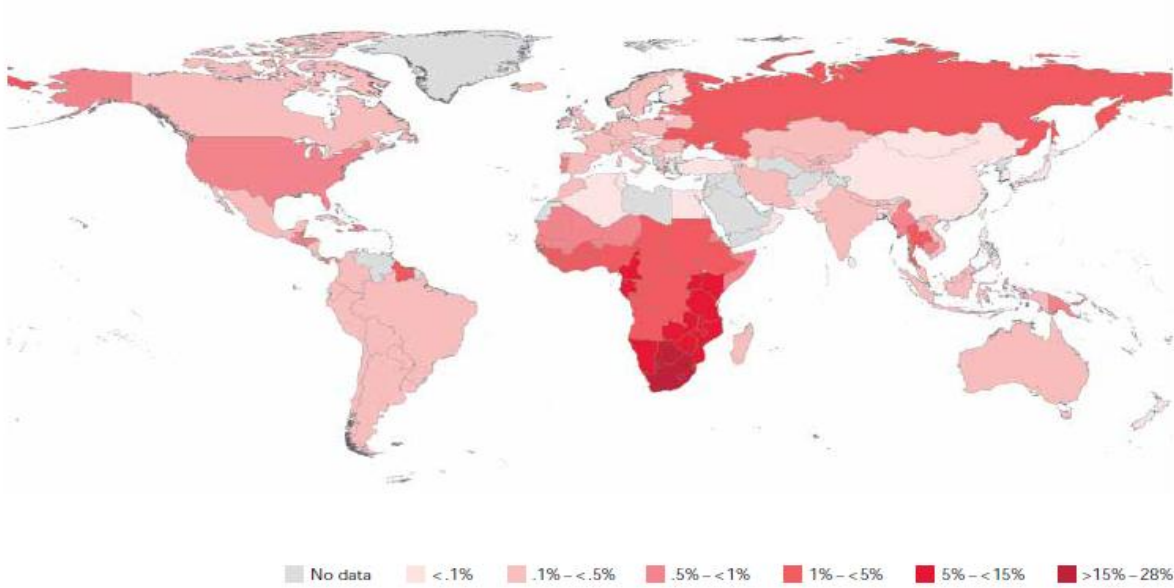 No data <.1% .1% – <.5% .5% – <1% 1% – <5% 5% – <15% >15% – 28%